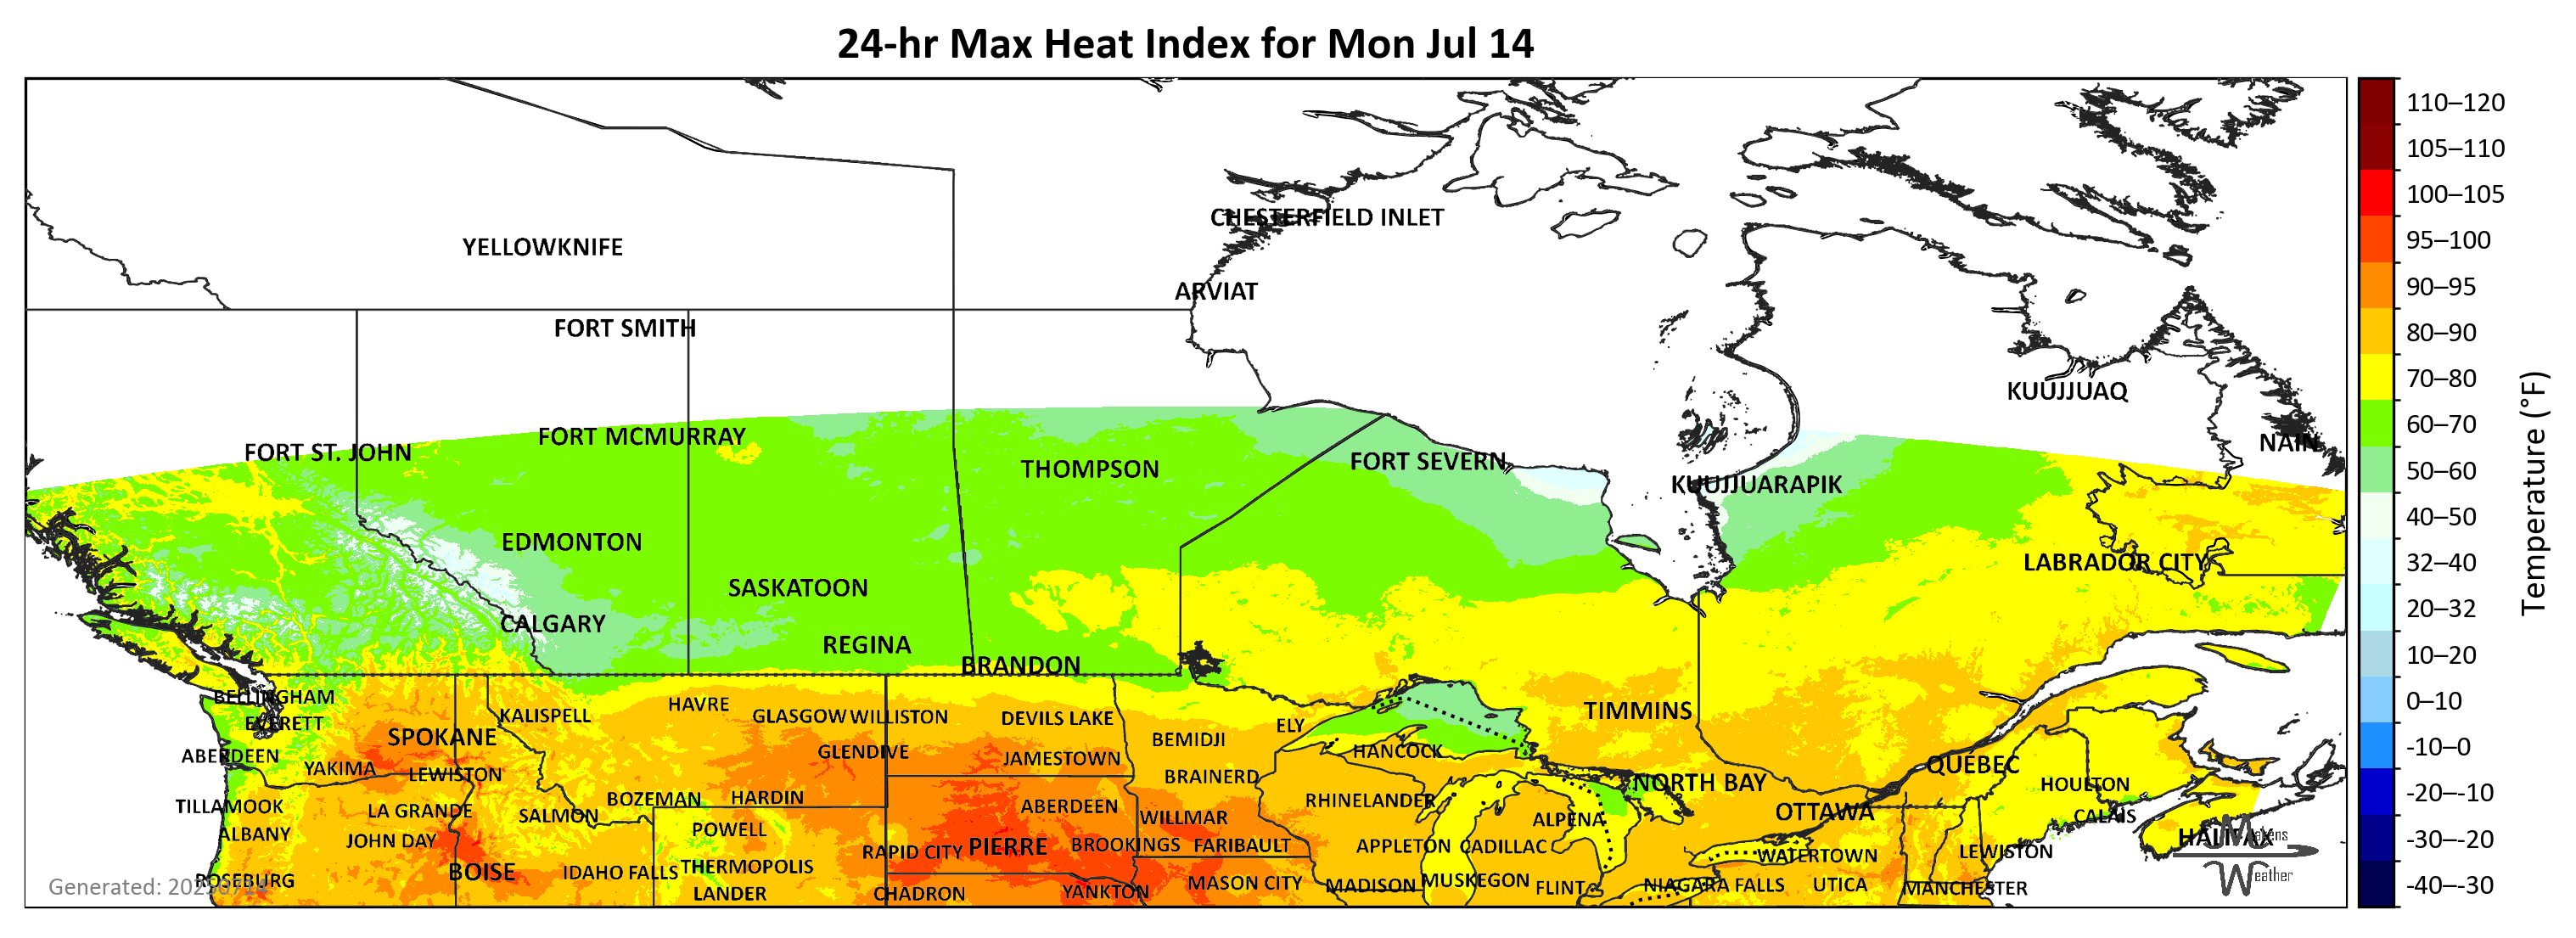 24-hr Max Heat Index for Mon Jul 14
CHESTERFIELD INLET
YELLOWKNIFE
ARVIAT
FORT SMITH
KUUJJUAQ
FORT MCMURRAY
NAIN
FORT ST. JOHN
FORT SEVERN
THOMPSON
KUUJJUARAPIK
EDMONTON
LABRADOR CITY
SASKATOON
CALGARY
REGINA
BRANDON
BELLINGHAM
HAVRE
TIMMINS
KALISPELL
GLASGOW
WILLISTON
DEVILS LAKE
EVERETT
ELY
SPOKANE
BEMIDJI
HANCOCK
GLENDIVE
ABERDEEN
JAMESTOWN
QUÉBEC
YAKIMA
LEWISTON
BRAINERD
NORTH BAY
HOULTON
BOZEMAN
HARDIN
RHINELANDER
TILLAMOOK
ABERDEEN
LA GRANDE
OTTAWA
SALMON
WILLMAR
CALAIS
ALPENA
POWELL
ALBANY
HALIFAX
JOHN DAY
PIERRE
BROOKINGS
FARIBAULT
APPLETON
CADILLAC
RAPID CITY
LEWISTON
WATERTOWN
THERMOPOLIS
BOISE
IDAHO FALLS
ROSEBURG
MUSKEGON
MASON CITY
MADISON
NIAGARA FALLS
UTICA
FLINT
MANCHESTER
YANKTON
LANDER
CHADRON
Makens
Weather
110–120
105–110
100–105
95–100
90–95
80–90
70–80
60–70
50–60
40–50
32–40
20–32
10–20
0–10
-10–0
-20–-10
-30–-20
-40–-30
Temperature (°F)